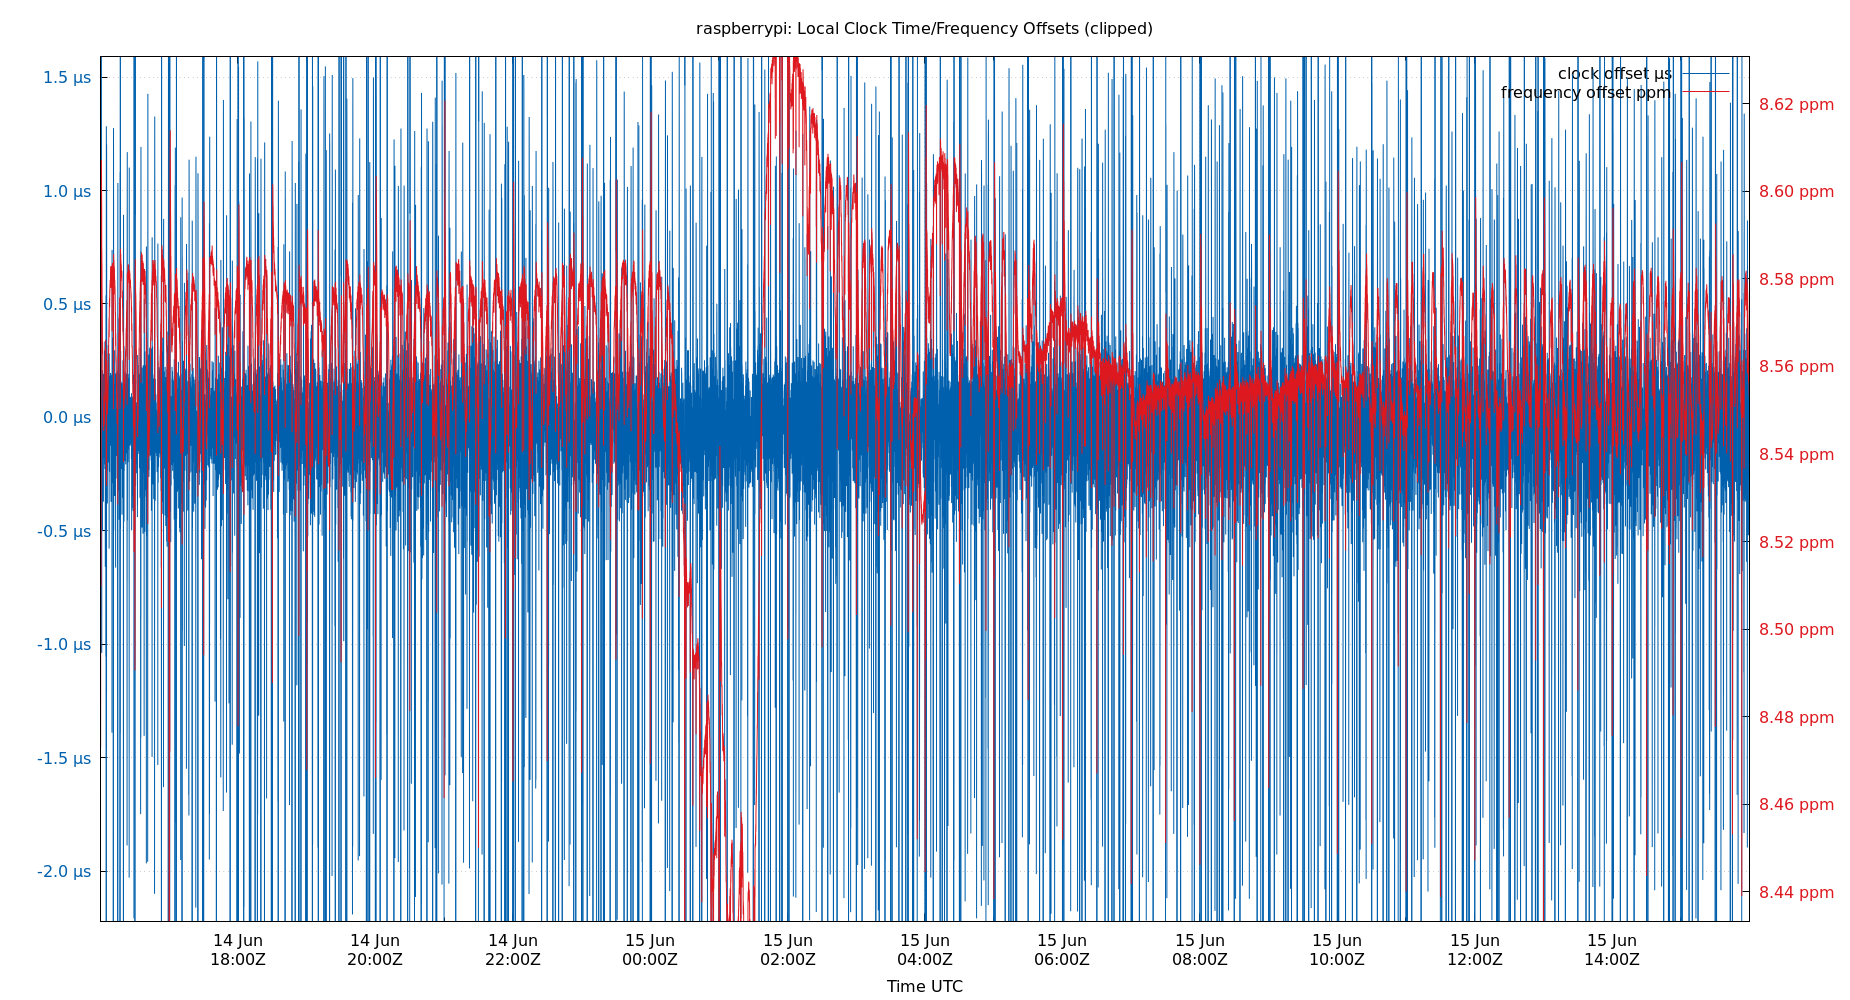 raspberrypi: Local Clock Time/Frequency Offsets (clipped)
clock offset µs
frequency offset ppm
1.5 µs
1.0 µs
0.5 µs
0.0 µs
-0.5 µs
-1.0 µs
-1.5 µs
-2.0 µs
8.62 ppm
8.60 ppm
8.58 ppm
8.56 ppm
8.54 ppm
8.52 ppm
8.50 ppm
8.48 ppm
8.46 ppm
8.44 ppm
14 Jun 14 Jun 14 Jun 15 Jun 15 Jun 15 Jun 15 Jun 15 Jun 15 Jun 15 Jun 15 Jun
18:00Z 20:00Z 22:00Z 00:00Z 02:00Z 04:00Z 06:00Z 08:00Z 10:00Z 12:00Z 14:00Z
Time UTC